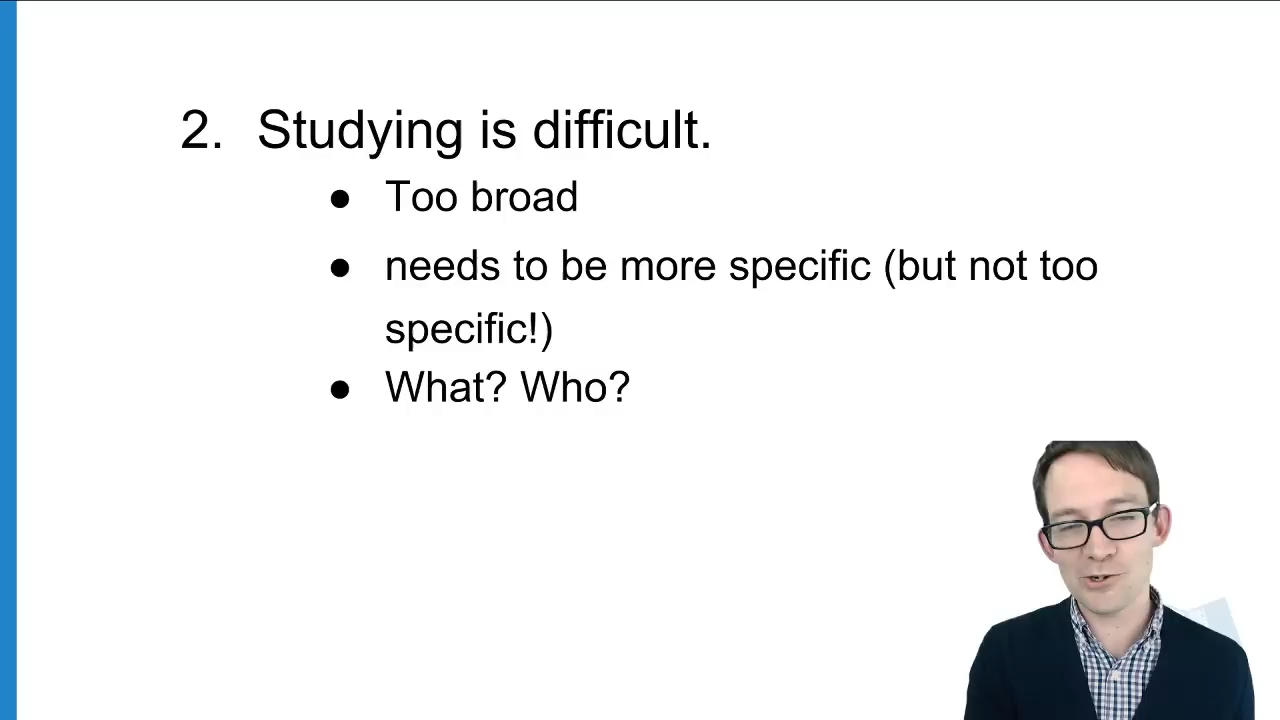 2. Studying is difficult.
● Too broad
● needs to be more specific (but not too
specific!)
● What? Who?